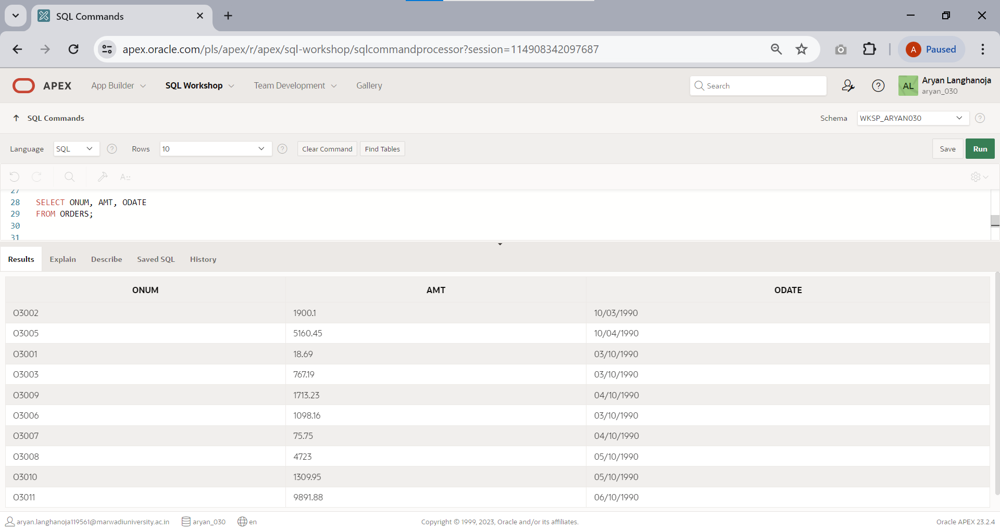 SQL Commands
apex.oracle.com/pls/apex/r/apex/sql-workshop/sqlcommandprocessor?session=114908342097687
A Paused
APEX App Builder SQL Workshop Team Development Gallery Search AL Aryan Langhanoja
aryan_030
SQL Commands Schema WKSP_ARYAN030
Language SQL Rows 10 Clear Command Find Tables Save Run
27
28 SELECT ONUM, AMT, ODATE
29 FROM ORDERS;
30
31
Results Explain Describe Saved SQL History
ONUM AMT ODATE
O3002 1900.1 10/03/1990
O3005 5160.45 10/04/1990
O3001 18.69 03/10/1990
O3003 767.19 03/10/1990
O3009 1713.23 04/10/1990
O3006 1098.16 03/10/1990
O3007 75.75 04/10/1990
O3008 4723 05/10/1990
O3010 1309.95 05/10/1990
O3011 9891.88 06/10/1990
aryan.langhanoja119561@marwadiuniversity.ac.in aryan_030 en Copyright © 1999, 2023, Oracle and/or its affiliates. Oracle APEX 23.2.4